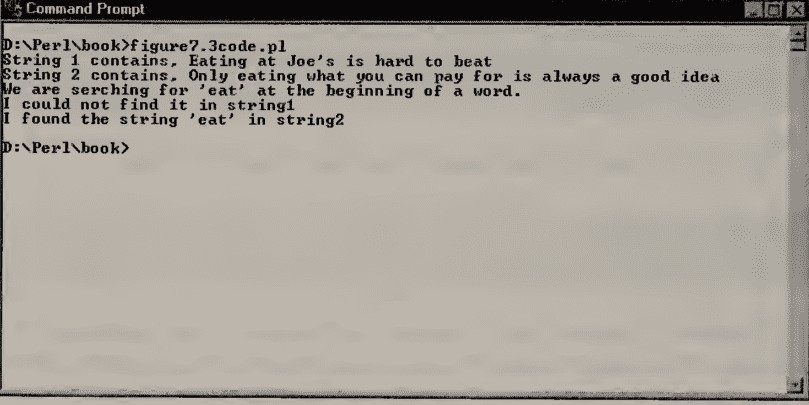 Command Prompt
D:\Perl\book>figure7.3code.pl
String 1 contains, Eating at Joe's is hard to beat
String 2 contains, Only eating what you can pay for is always a good idea
We are serching for 'eat' at the beginning of a word.
I could not find it in string1
I found the string 'eat' in string2
D:\Perl\book>